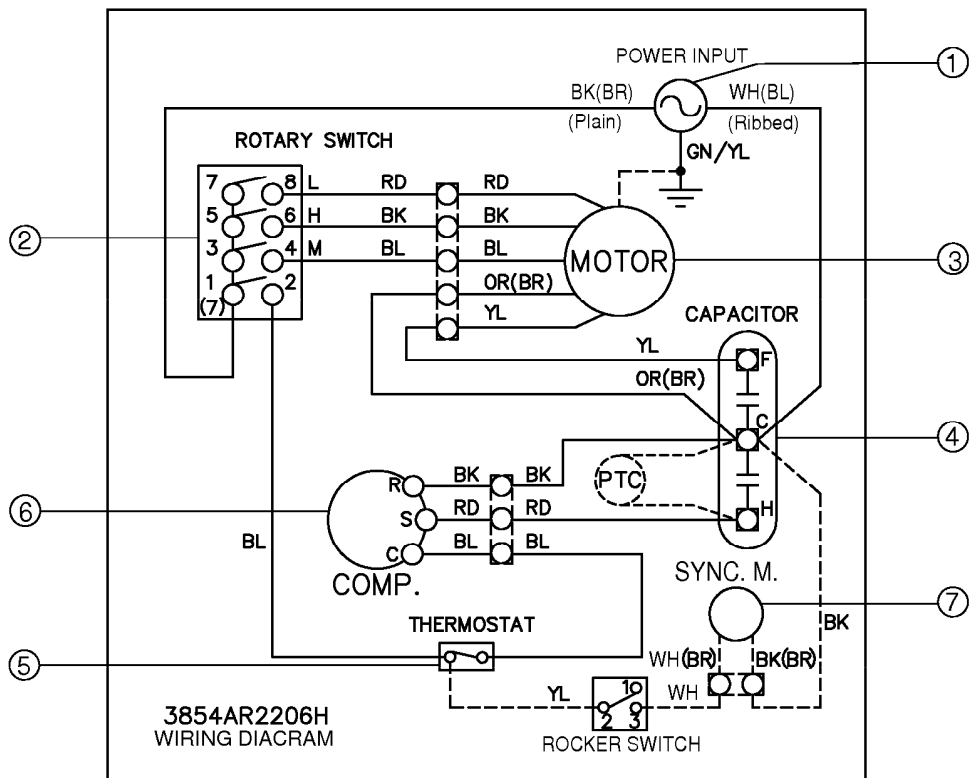 POWER INPUT
1
BK(BR)
WH(BL)
(Plain)
(Ribbed)
ROTARY SWITCH
GN/YL
7 8 L RD RD
5 6 H BK BK
2
3 4 M BL BL
MOTOR
3
1 2
(7)
OR(BR)
YL
CAPACITOR
YL
F
OR(BR)
C
4
BK BK
R
PTC
6
S
RD RD
H
BL
C
BL BL
COMP.
SYNC. M.
7
THERMOSTAT
BK
5
WH(BR)
BK(BR)
YL
1
WH
2 3
3854AR2206H
WIRING DIACRAM
ROCKER SWITCH